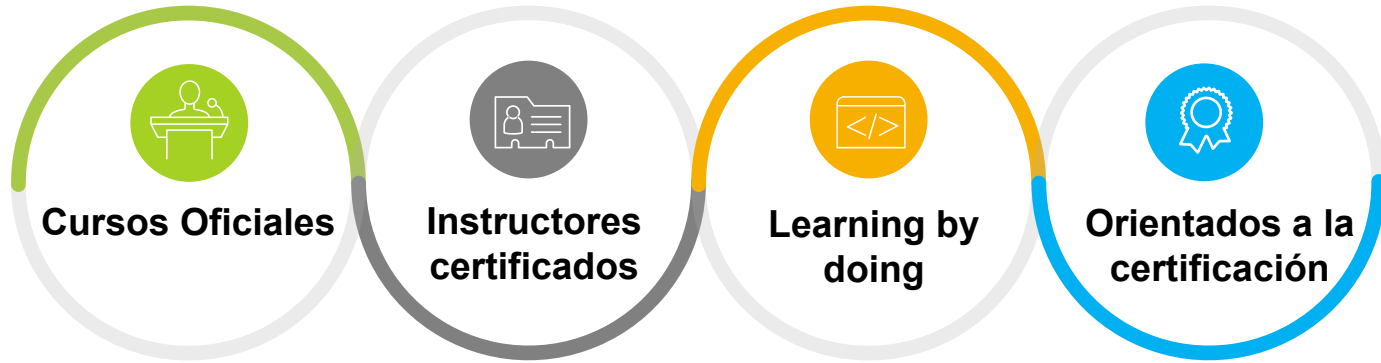 Cursos Oficiales
Instructores
certificados
</>
Learning by
doing
Orientados a la
certificación